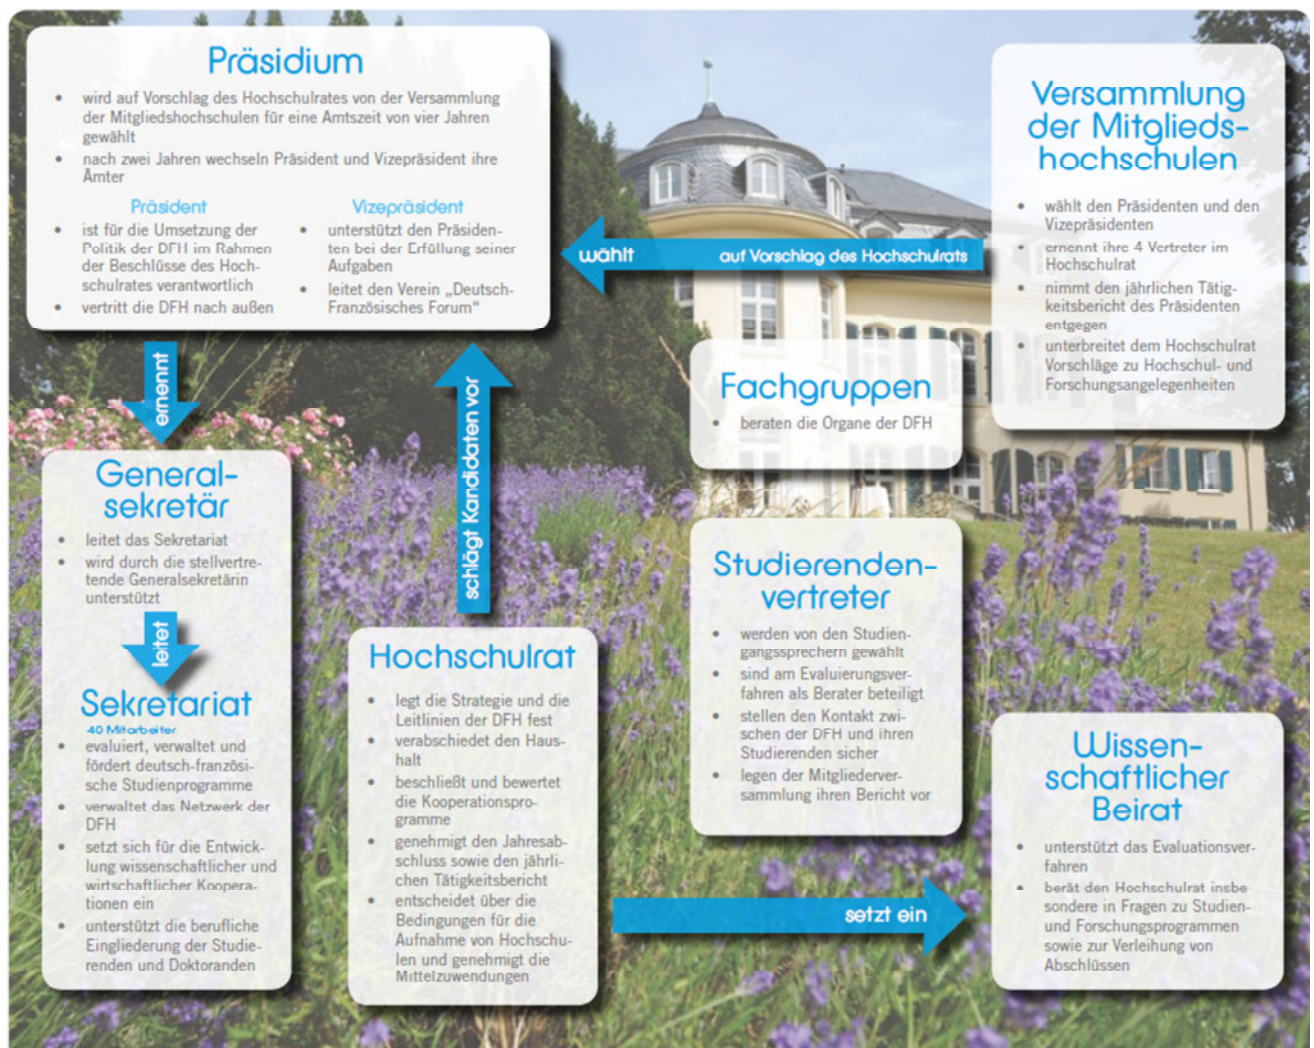 Präsidium
• wird auf Vorschlag des Hochschulrates von der Versammlung
der Mitgliedshochschulen für eine Amtszeit von vier Jahren
gewählt
• nach zwei Jahren wechseln Präsident und Vizepräsident ihre
Ämter
Präsident
• ist für die Umsetzung der
Politik der DFH im Rahmen
der Beschlüsse des Hoch-
schulrates verantwortlich
• vertritt die DFH nach außen
Vizepräsident
• unterstützt den Präsiden-
ten bei der Erfüllung seiner
Aufgaben
• leitet den Verein „Deutsch-
Französisches Forum“
wählt auf Vorschlag des Hochschulrats
Versammlung
der Mitglieds-
hochschulen
• wählt den Präsidenten und den
Vizepräsidenten
• ernennt ihre 4 Vertreter im
Hochschulrat
• nimmt den jährlichen Tätig-
keitsbericht des Präsidenten
entgegen
• unterbreitet dem Hochschulrat
Vorschläge zu Hochschul- und
Forschungsangelegenheiten
ernennt
schlägt Kandidaten vor
Fachgruppen
• beraten die Organe der DFH
General-
sekretär
• leitet das Sekretariat
• wird durch die stellvertre-
tende Generalsekretärin
unterstützt
leitet
Sekretariat
40 Mitarbeiter
• evaluiert, verwaltet und
fördert deutsch-französi-
sche Studienprogramme
• verwaltet das Netzwerk der
DFH
• setzt sich für die Entwick-
lung wissenschaftlicher und
wirtschaftlicher Koopera-
tionen ein
• unterstützt die berufliche
Eingliederung der Studie-
renden und Doktoranden
Hochschulrat
• legt die Strategie und die
Leitlinien der DFH fest
• verabschiedet den Haus-
halt
• beschließt und bewertet
die Kooperationspro-
gramme
• genehmigt den Jahresab-
schluss sowie den jährli-
chen Tätigkeitsbericht
• entscheidet über die
Bedingungen für die
Aufnahme von Hochschu-
len und genehmigt die
Mittelzuwendungen
Studierenden-
vertreter
• werden von den Studien-
gangssprechern gewählt
• sind am Evaluierungsver-
fahren als Berater beteiligt
• stellen den Kontakt zwi-
schen der DFH und ihren
Studierenden sicher
• legen der Mitgliederver-
sammlung ihren Bericht vor
setzt ein
Wissen-
schaftlicher
Beirat
• unterstützt das Evaluationsver-
fahren
• berät den Hochschulrat insbe
sondere in Fragen zu Studien-
und Forschungsprogrammen
sowie zur Verleihung von
Abschlüssen